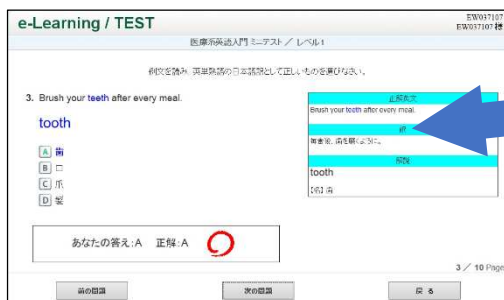 e-Learning / TEST
EW037107
EW037107 様
医療系英語入門 ミニテスト / レベル1
例文を読み、英単熟語の日本語訳として正しいものを選びなさい。
3. Brush your teeth after every meal.
tooth
A 歯
B 口
C 爪
D 髪
正解英文
Brush your teeth after every meal.
訳
毎食後、歯を磨くように。
解説
tooth
【名】歯
あなたの答え:A 正解:A
3 / 10 Page
前の問題
次の問題
戻る